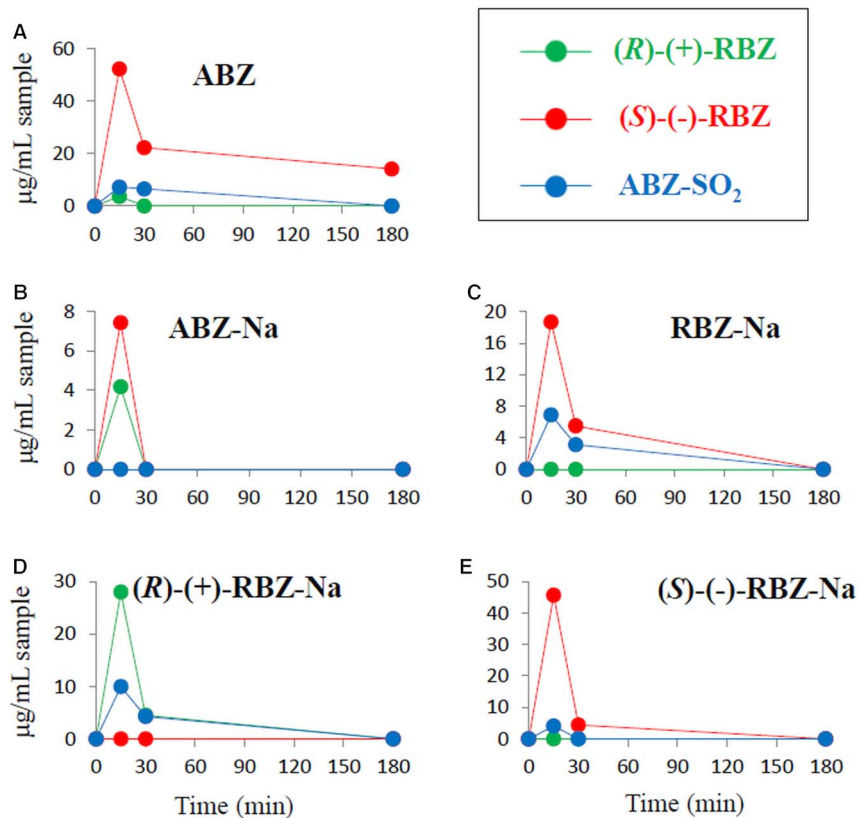 A
60
40
20
0
µg/mL sample
ABZ
0 30 60 90 120 150 180
(R)-(+)-RBZ
(S)-(-)-RBZ
ABZ-SO₂
B
8
6
4
2
0
µg/mL sample
ABZ-Na
0 30 60 90 120 150 180
C
20
16
12
8
4
0
RBZ-Na
0 30 60 90 120 150 180
D
30
20
10
0
µg/mL sample
(R)-(+)-RBZ-Na
0 30 60 90 120 150 180
Time (min)
E
50
40
30
20
10
0
(S)-(-)-RBZ-Na
0 30 60 90 120 150 180
Time (min)